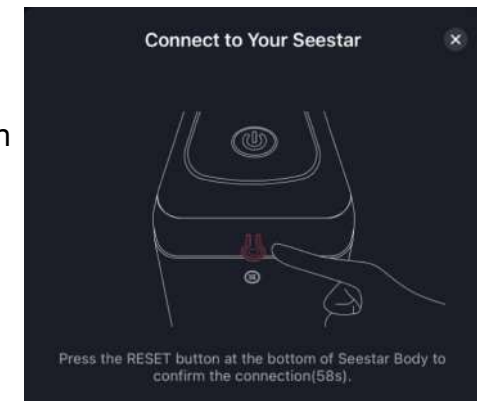 Connect to Your Seestar
n
Press the RESET button at the bottom of Seestar Body to
confirm the connection(58s).